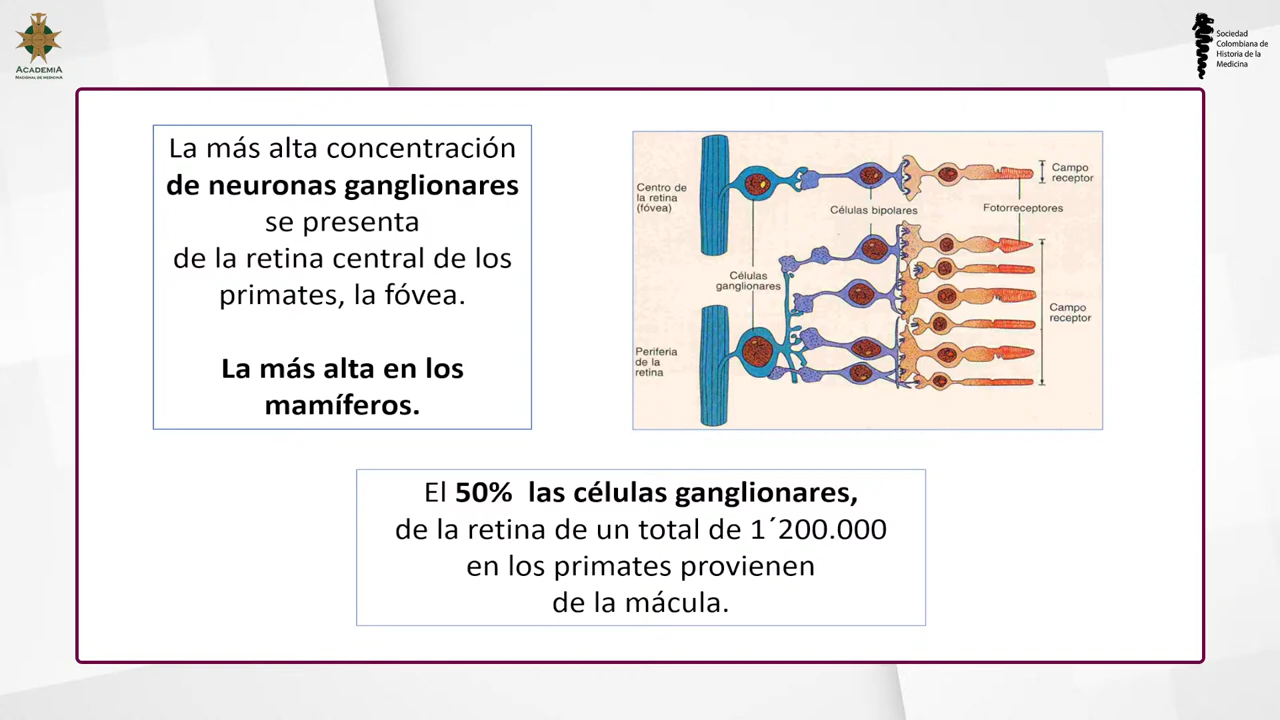 ACADEMIA
NACIONAL DE MEDICINA
Sociedad
Colombiana de
Historia de la
Medicina
La más alta concentración
de neuronas ganglionares
se presenta
de la retina central de los
primates, la fóvea.
La más alta en los
mamíferos.
Centro de
la retina
(fóvea)
Campo
receptor
Células bipolares
Fotorreceptores
Células
ganglionares
Campo
receptor
Periferia
de la
retina
El 50%  las células ganglionares,
de la retina de un total de 1´200.000
en los primates provienen
de la mácula.